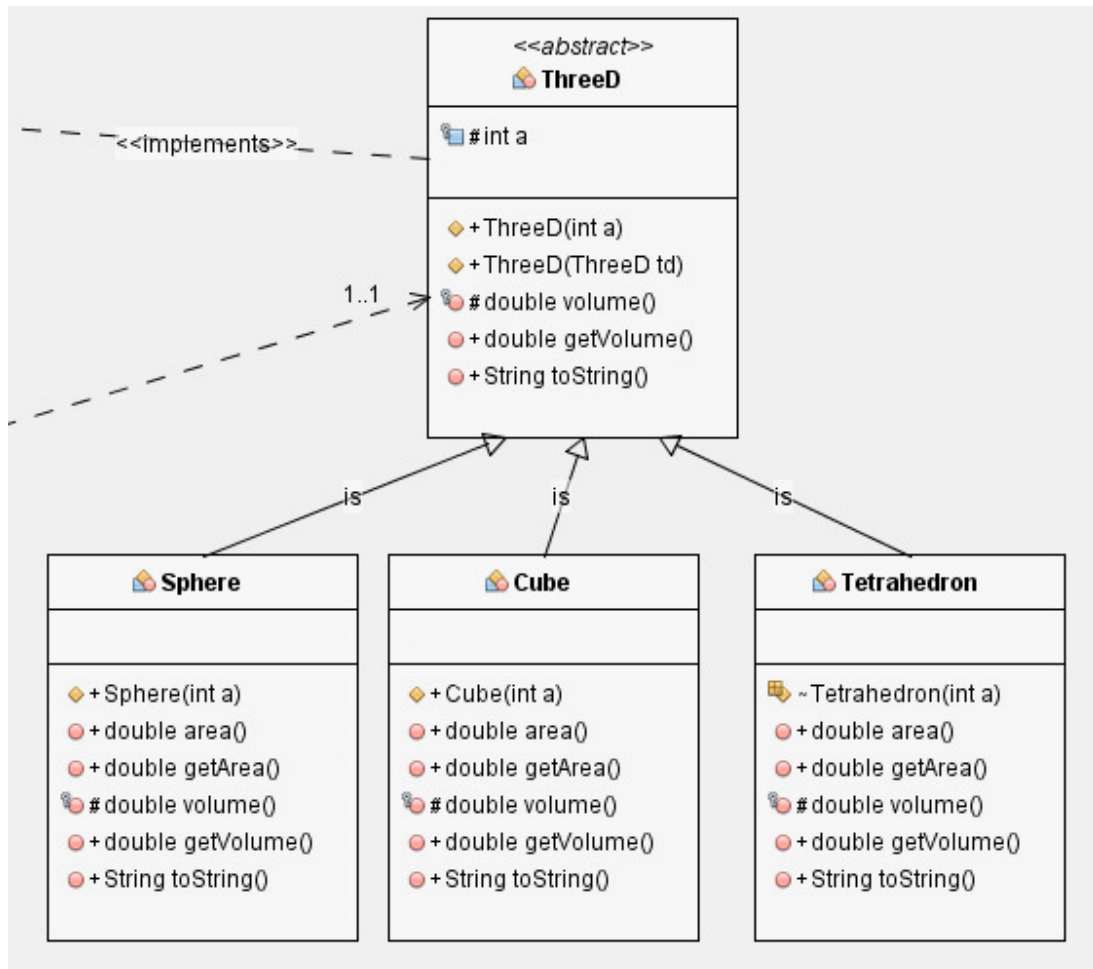 <<abstract>>
ThreeD
# int a
<<implements>>
+ ThreeD(int a)
+ ThreeD(ThreeD td)
# double volume()
+ double getVolume()
+ String toString()
1..1
is
is
is
Sphere
+ Sphere(int a)
+ double area()
+ double getArea()
# double volume()
+ double getVolume()
+ String toString()
Cube
+ Cube(int a)
+ double area()
+ double getArea()
# double volume()
+ double getVolume()
+ String toString()
Tetrahedron
~ Tetrahedron(int a)
+ double area()
+ double getArea()
# double volume()
+ double getVolume()
+ String toString()